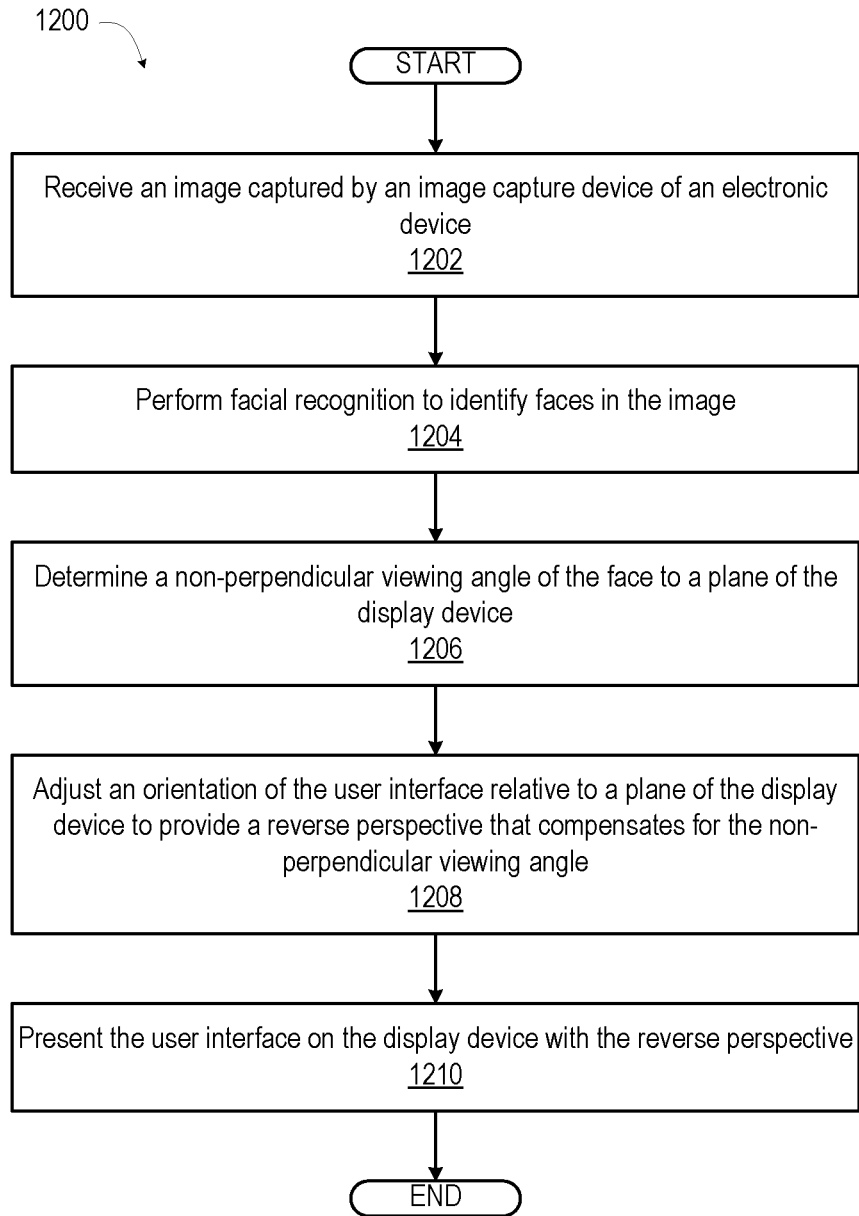 1200
START
Receive an image captured by an image capture device of an electronic
device
1202
Perform facial recognition to identify faces in the image
1204
Determine a non-perpendicular viewing angle of the face to a plane of the
display device
1206
Adjust an orientation of the user interface relative to a plane of the display
device to provide a reverse perspective that compensates for the non-
perpendicular viewing angle
1208
Present the user interface on the display device with the reverse perspective
1210
END